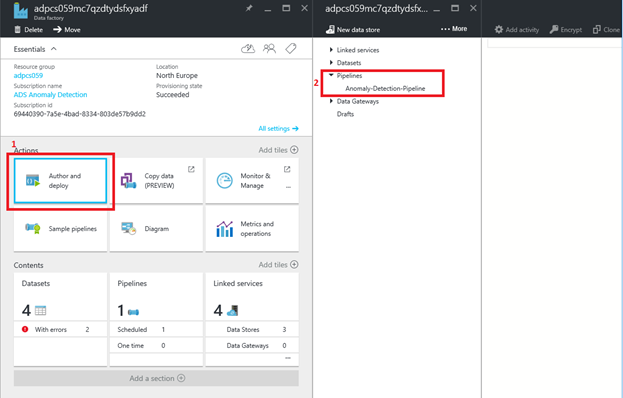 adpcs059mc7qzdtydsfxyadf
Data factory
Delete
Move
Essentials
Resource group
adpcs059
Location
North Europe
Subscription name
ADS Anomaly Detection
Provisioning state
Succeeded
Subscription id
69440390-7a5e-4bad-8334-803de57b9dd2
All settings
1
Actions
Add tiles
Author and
deploy
Copy data
(PREVIEW)
Monitor &
Manage
...
Sample pipelines
Diagram
Metrics and
operations
Contents
Add tiles
Datasets
4
With errors 2
Pipelines
1
Scheduled 1
One time 0
Linked services
4
Data Stores 3
Data Gateways 0
...
Add a section
adpcs059mc7qzdtydsfx...
New data store
... More
Linked services
Datasets
2
Pipelines
Anomaly-Detection-Pipeline
Data Gateways
Drafts
Add activity
Encrypt
Clone